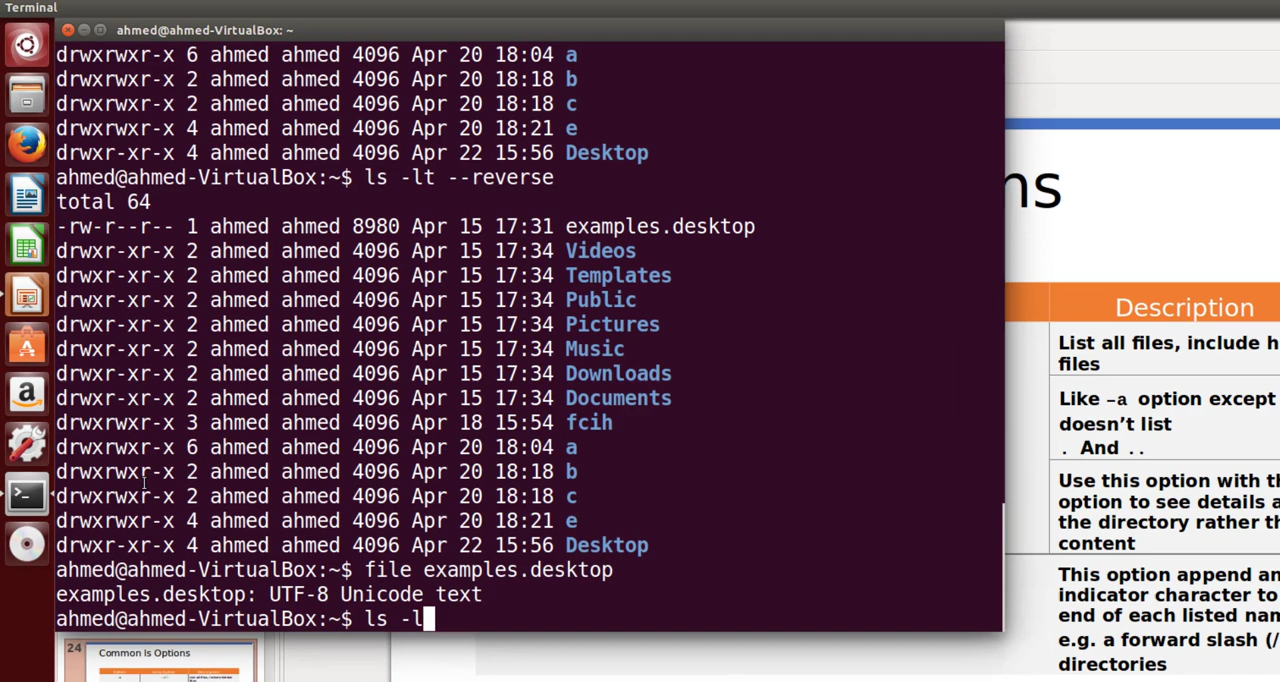 Terminal
ahmed@ahmed-VirtualBox: ~
drwxrwxr-x 6 ahmed ahmed 4096 Apr 20 18:04 a
drwxrwxr-x 2 ahmed ahmed 4096 Apr 20 18:18 b
drwxrwxr-x 2 ahmed ahmed 4096 Apr 20 18:18 c
drwxrwxr-x 4 ahmed ahmed 4096 Apr 20 18:21 e
drwxr-xr-x 4 ahmed ahmed 4096 Apr 22 15:56 Desktop
ahmed@ahmed-VirtualBox:~$ ls -lt --reverse
total 64
-rw-r--r-- 1 ahmed ahmed 8980 Apr 15 17:31 examples.desktop
drwxr-xr-x 2 ahmed ahmed 4096 Apr 15 17:34 Videos
drwxr-xr-x 2 ahmed ahmed 4096 Apr 15 17:34 Templates
drwxr-xr-x 2 ahmed ahmed 4096 Apr 15 17:34 Public
drwxr-xr-x 2 ahmed ahmed 4096 Apr 15 17:34 Pictures
drwxr-xr-x 2 ahmed ahmed 4096 Apr 15 17:34 Music
drwxr-xr-x 2 ahmed ahmed 4096 Apr 15 17:34 Downloads
drwxr-xr-x 2 ahmed ahmed 4096 Apr 15 17:34 Documents
drwxrwxr-x 3 ahmed ahmed 4096 Apr 18 15:54 fcih
drwxrwxr-x 6 ahmed ahmed 4096 Apr 20 18:04 a
drwxrwxr-x 2 ahmed ahmed 4096 Apr 20 18:18 b
drwxrwxr-x 2 ahmed ahmed 4096 Apr 20 18:18 c
drwxrwxr-x 4 ahmed ahmed 4096 Apr 20 18:21 e
drwxr-xr-x 4 ahmed ahmed 4096 Apr 22 15:56 Desktop
ahmed@ahmed-VirtualBox:~$ file examples.desktop
examples.desktop: UTF-8 Unicode text
ahmed@ahmed-VirtualBox:~$ ls -l
ns
Description
List all files, include h
files
Like –a option except
doesn't list
. And ..
Use this option with th
option to see details a
the directory rather th
content
This option append an
indicator character to
end of each listed nam
e.g. a forward slash (/
directories
24
Common ls Options